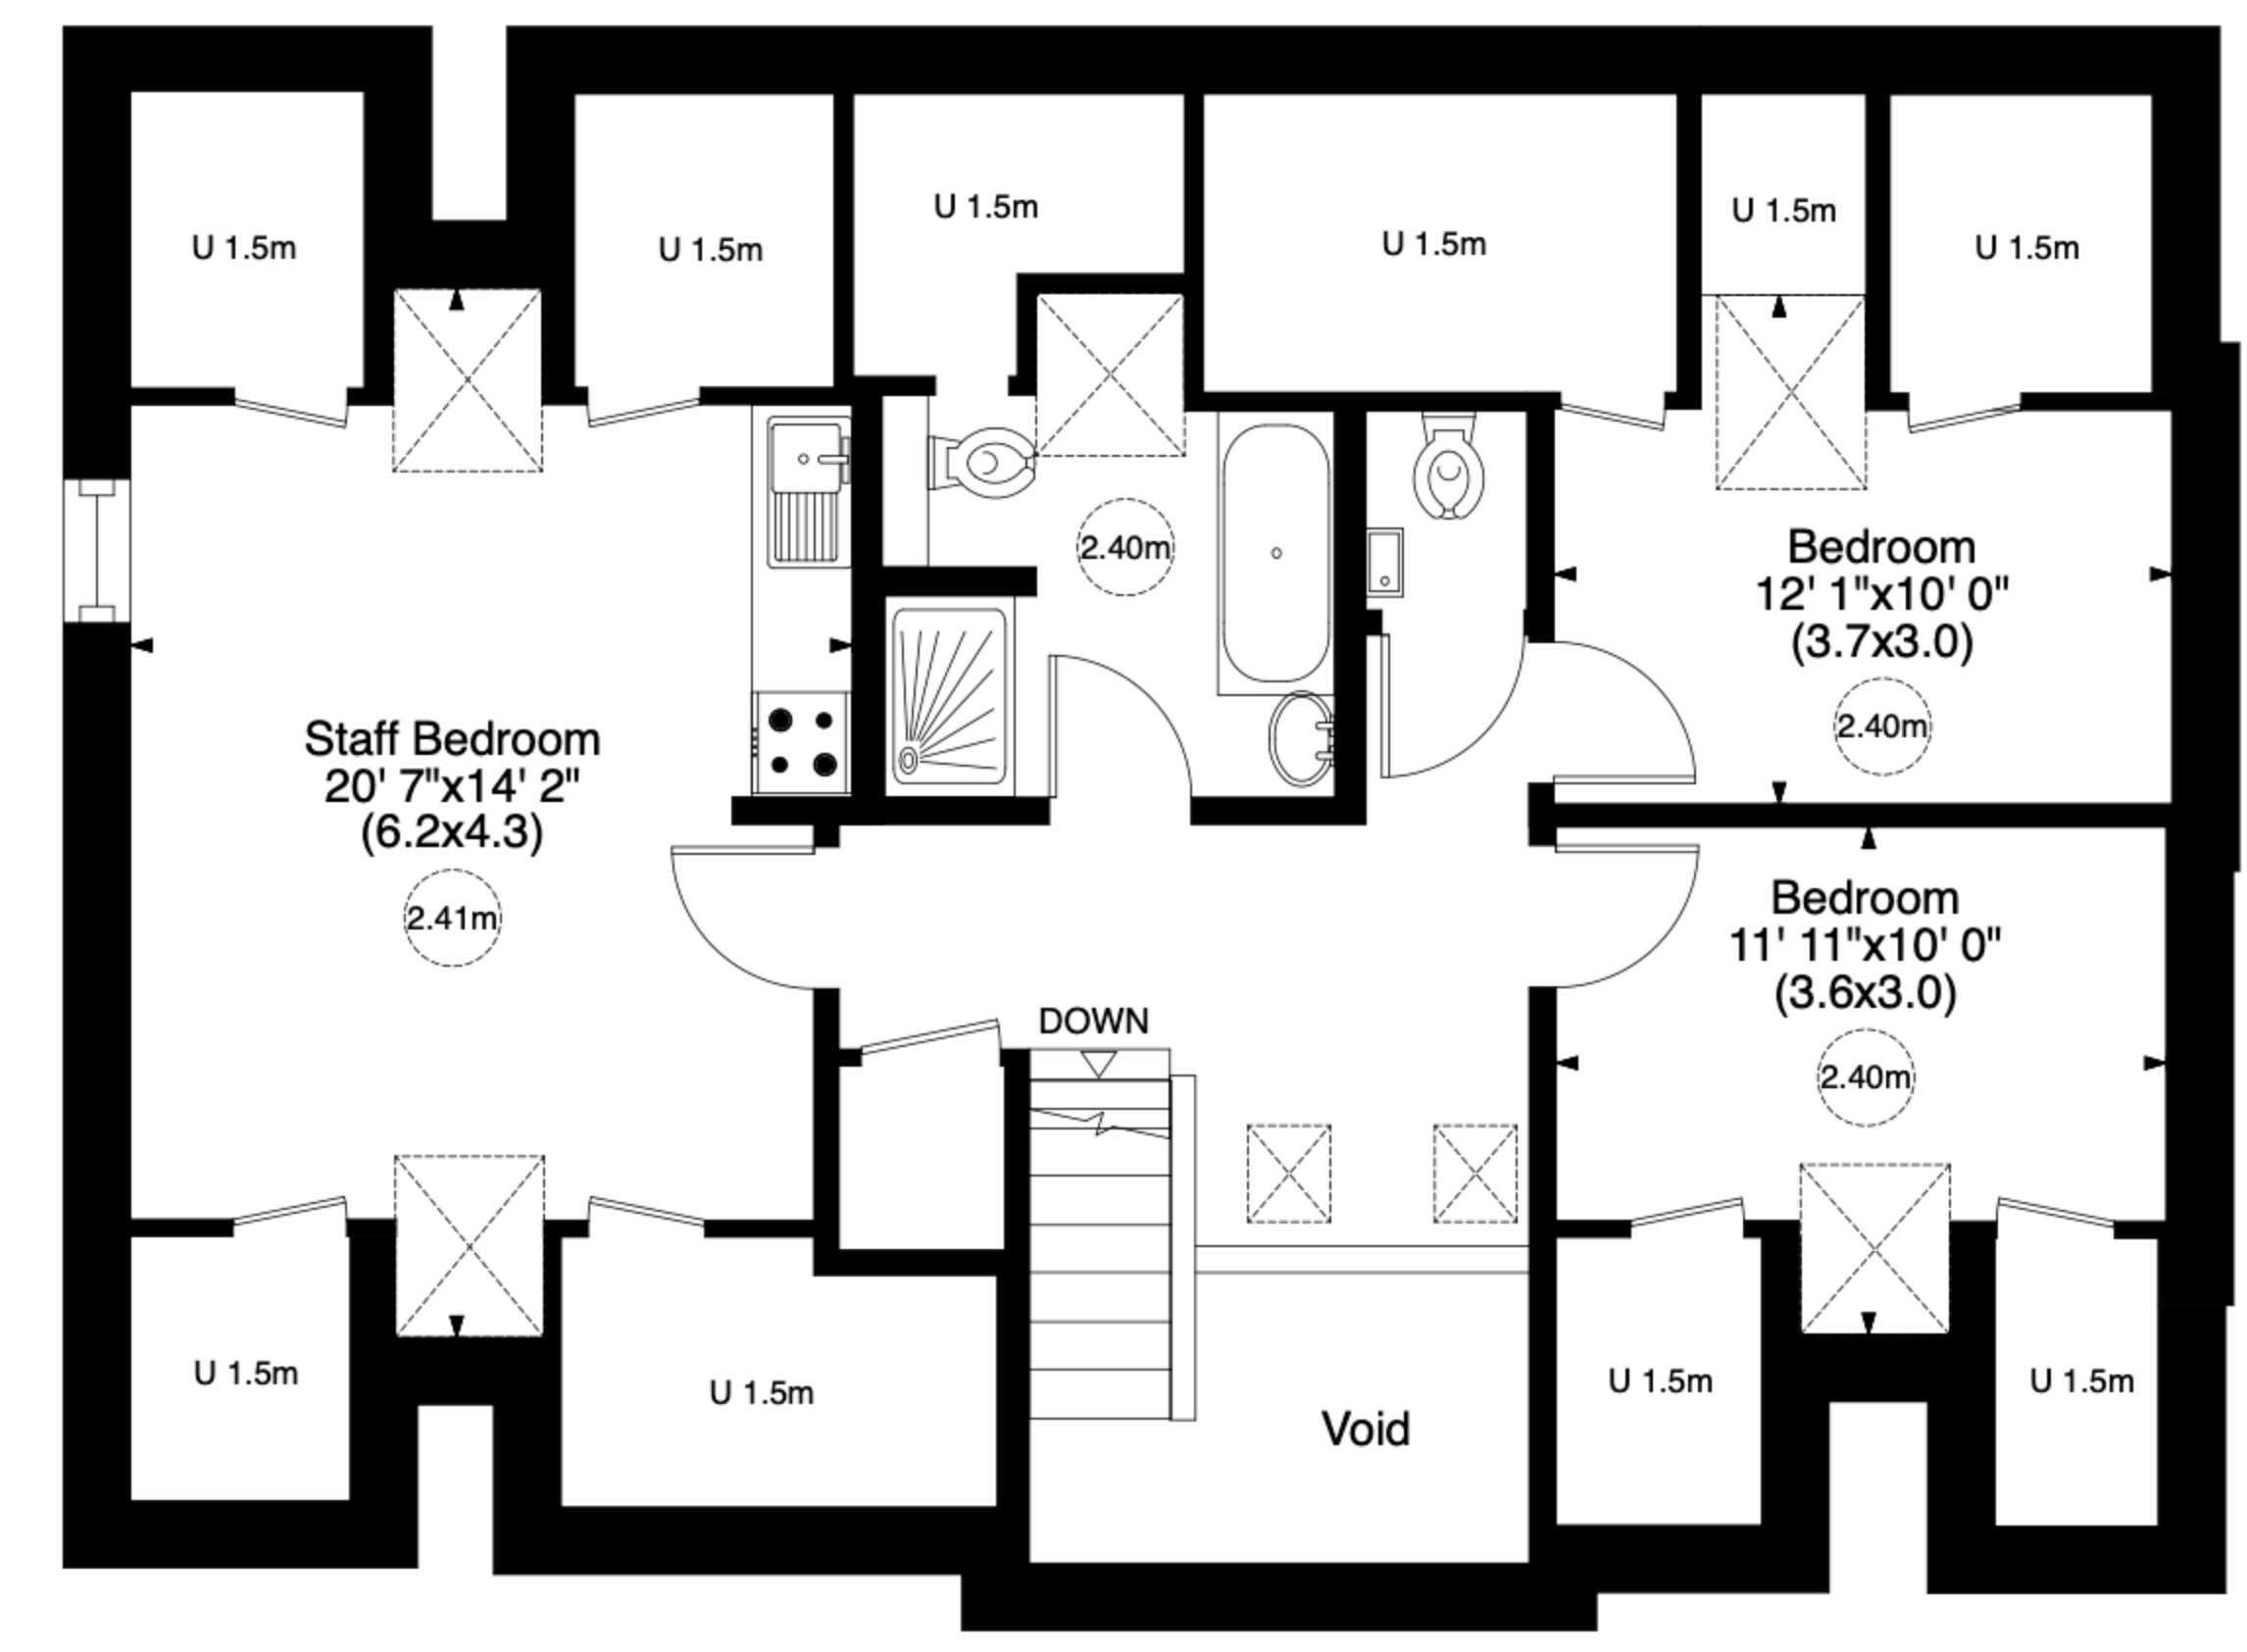 U 1.5m
U 1.5m
U 1.5m
U 1.5m
U 1.5m
U 1.5m
2.40m
Bedroom
12' 1"x10' 0"
(3.7x3.0)
2.40m
Staff Bedroom
20' 7"x14' 2"
(6.2x4.3)
2.41m
Bedroom
11' 11"x10' 0"
(3.6x3.0)
2.40m
DOWN
U 1.5m
U 1.5m
Void
U 1.5m
U 1.5m